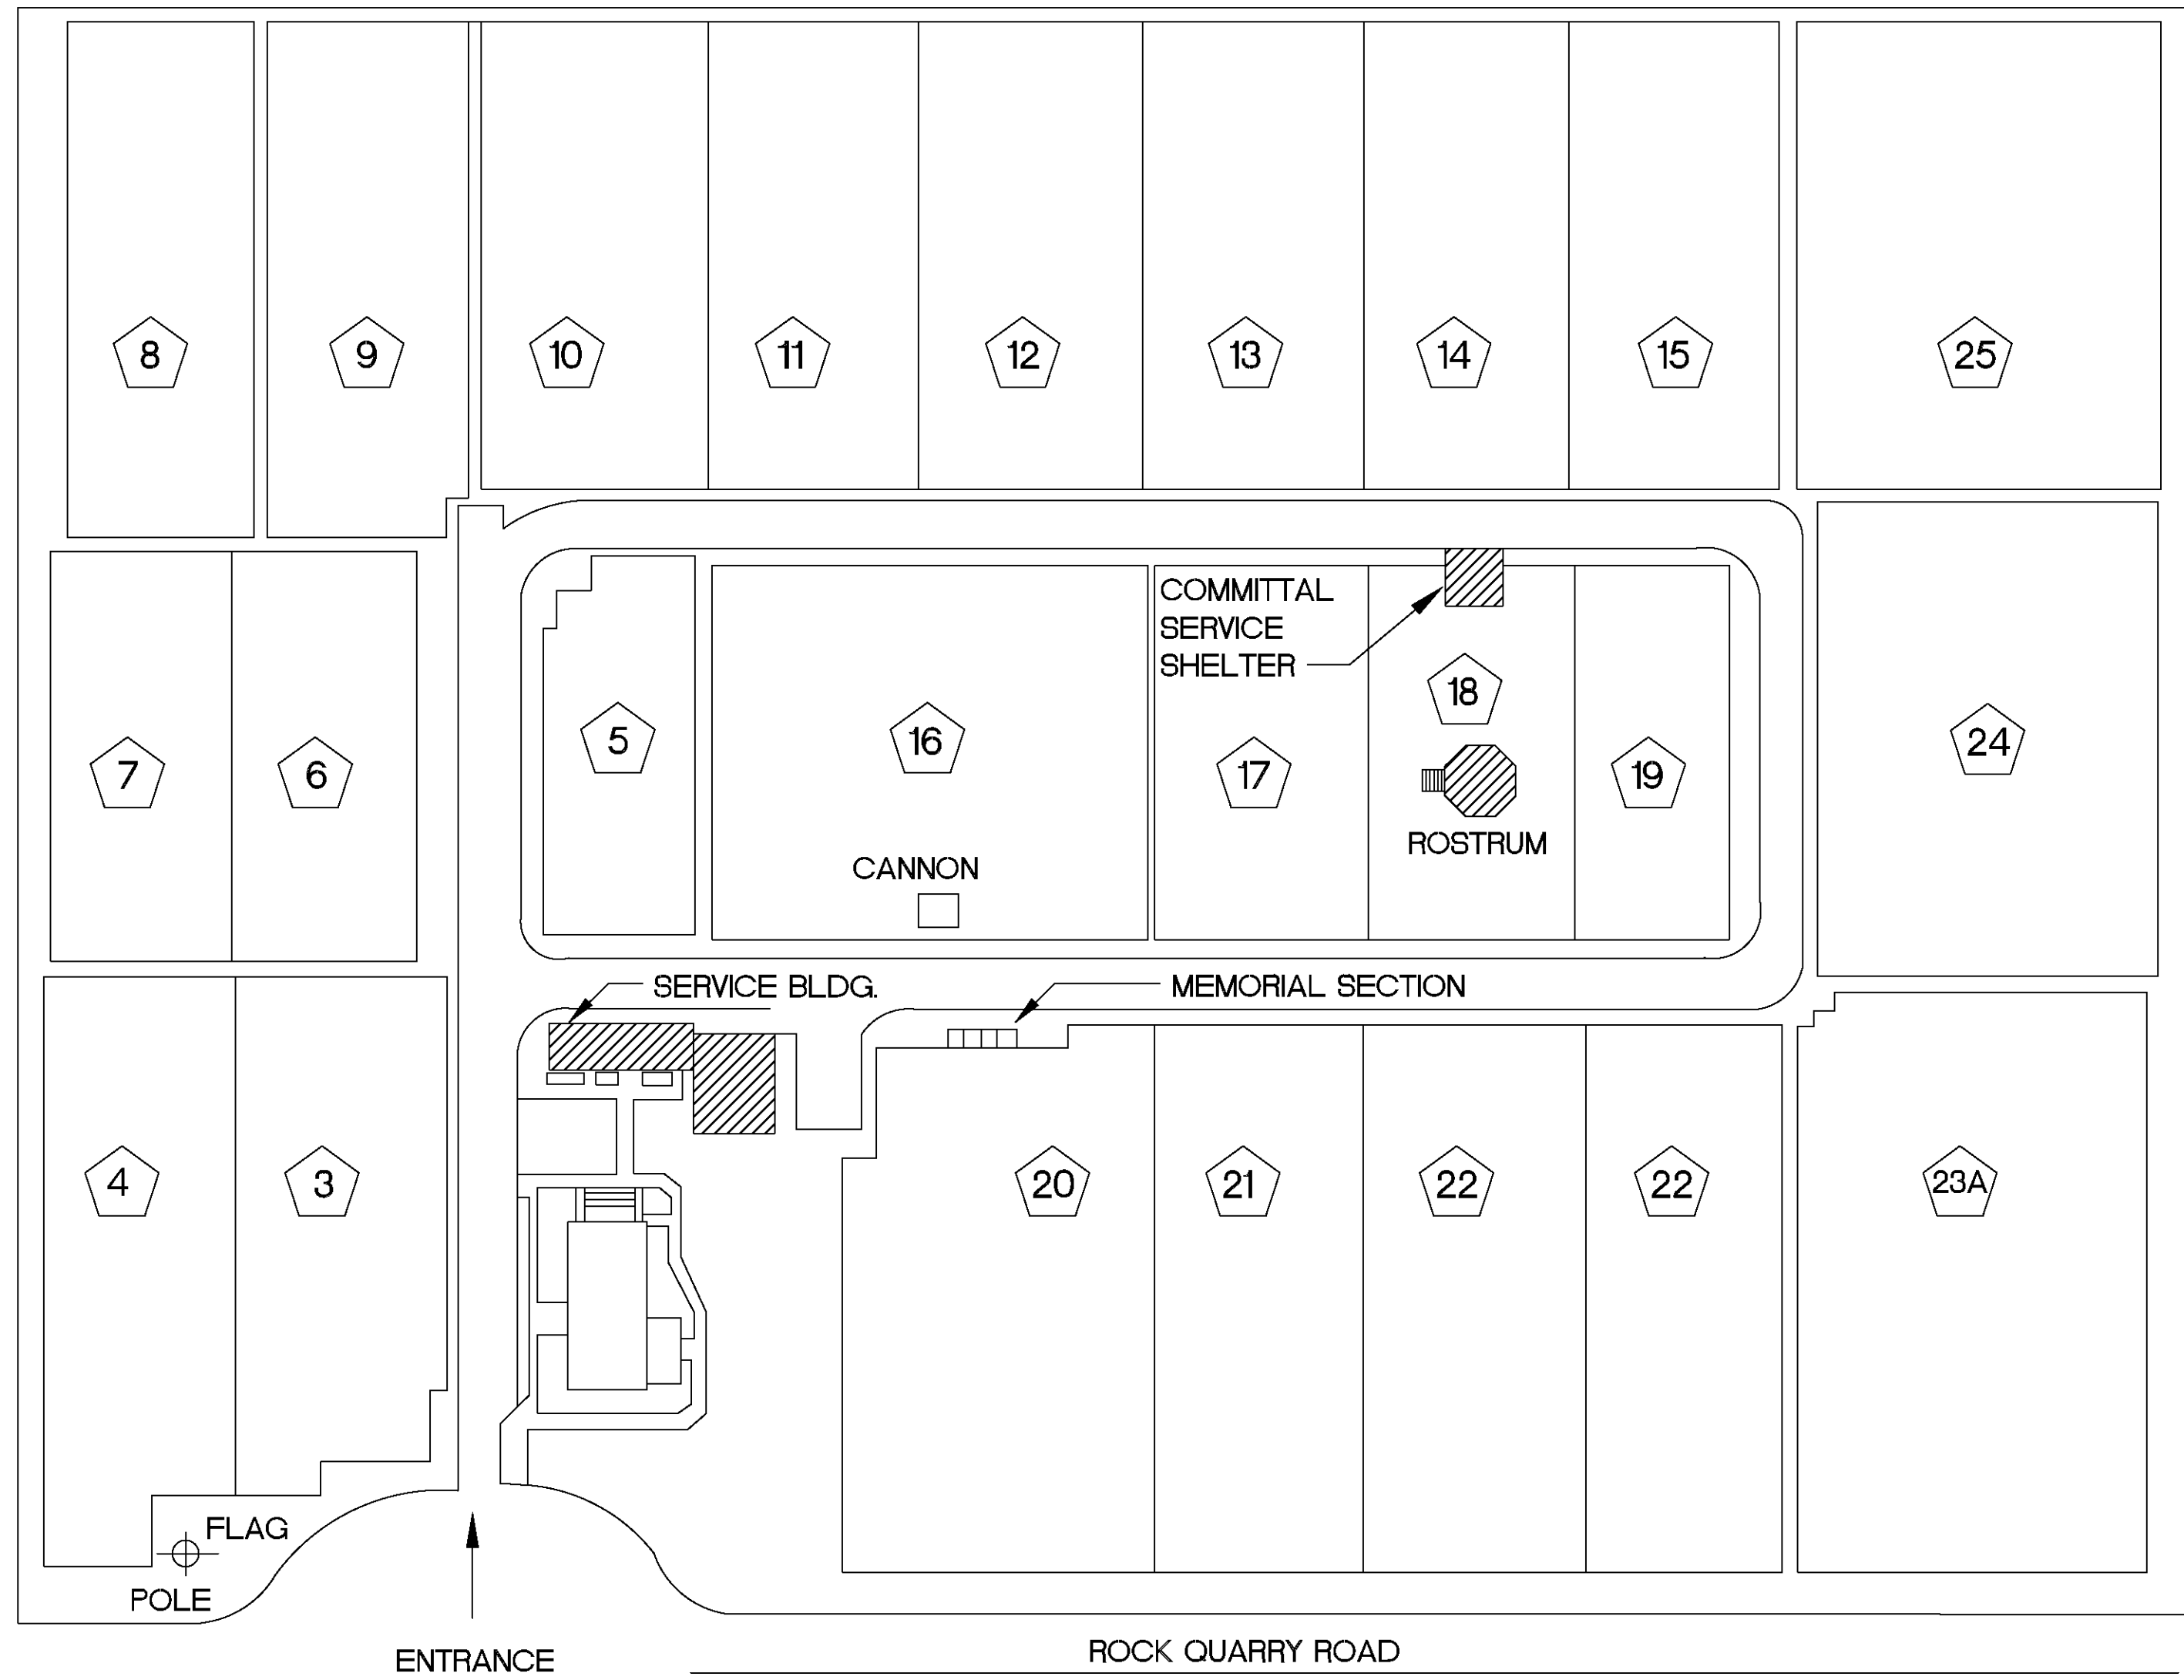 8
9
10
11
12
13
14
15
25
COMMITTAL
SERVICE
SHELTER
18
5
16
24
7
6
17
19
ROSTRUM
CANNON
SERVICE BLDG.
MEMORIAL SECTION
4
3
20
21
22
22
23A
FLAG
POLE
ENTRANCE
ROCK QUARRY ROAD